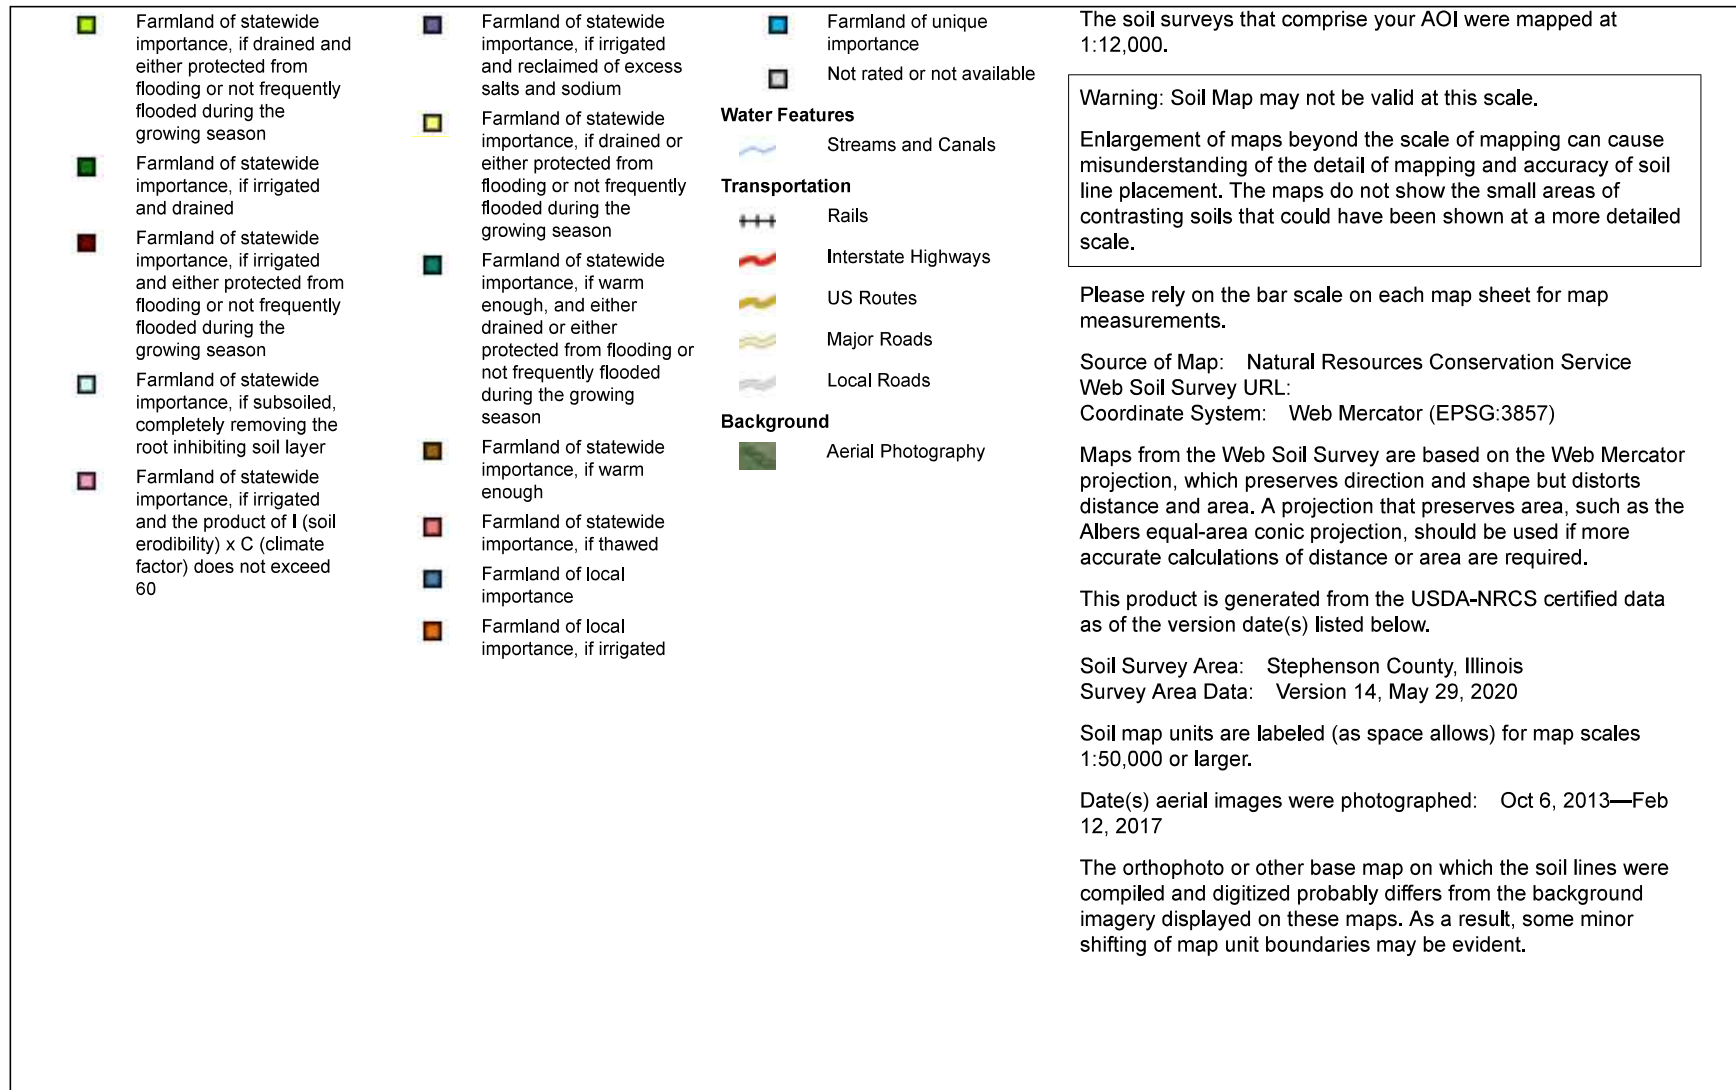 Farmland of statewide
importance, if drained and
either protected from
flooding or not frequently
flooded during the
growing season
Farmland of statewide
importance, if irrigated
and drained
Farmland of statewide
importance, if irrigated
and either protected from
flooding or not frequently
flooded during the
growing season
Farmland of statewide
importance, if subsoiled,
completely removing the
root inhibiting soil layer
Farmland of statewide
importance, if irrigated
and the product of I (soil
erodibility) x C (climate
factor) does not exceed
60
Farmland of statewide
importance, if irrigated
and reclaimed of excess
salts and sodium
Farmland of statewide
importance, if drained or
either protected from
flooding or not frequently
flooded during the
growing season
Farmland of statewide
importance, if warm
enough, and either
drained or either
protected from flooding or
not frequently flooded
during the growing
season
Farmland of statewide
importance, if warm
enough
Farmland of statewide
importance, if thawed
Farmland of local
importance
Farmland of local
importance, if irrigated
Farmland of unique
importance
Not rated or not available
Water Features
Streams and Canals
Transportation
Rails
Interstate Highways
US Routes
Major Roads
Local Roads
Background
Aerial Photography
The soil surveys that comprise your AOI were mapped at
1:12,000.
Warning: Soil Map may not be valid at this scale.
Enlargement of maps beyond the scale of mapping can cause
misunderstanding of the detail of mapping and accuracy of soil
line placement. The maps do not show the small areas of
contrasting soils that could have been shown at a more detailed
scale.
Please rely on the bar scale on each map sheet for map
measurements.
Source of Map: Natural Resources Conservation Service
Web Soil Survey URL:
Coordinate System: Web Mercator (EPSG:3857)
Maps from the Web Soil Survey are based on the Web Mercator
projection, which preserves direction and shape but distorts
distance and area. A projection that preserves area, such as the
Albers equal-area conic projection, should be used if more
accurate calculations of distance or area are required.
This product is generated from the USDA-NRCS certified data
as of the version date(s) listed below.
Soil Survey Area: Stephenson County, Illinois
Survey Area Data: Version 14, May 29, 2020
Soil map units are labeled (as space allows) for map scales
1:50,000 or larger.
Date(s) aerial images were photographed: Oct 6, 2013—Feb
12, 2017
The orthophoto or other base map on which the soil lines were
compiled and digitized probably differs from the background
imagery displayed on these maps. As a result, some minor
shifting of map unit boundaries may be evident.